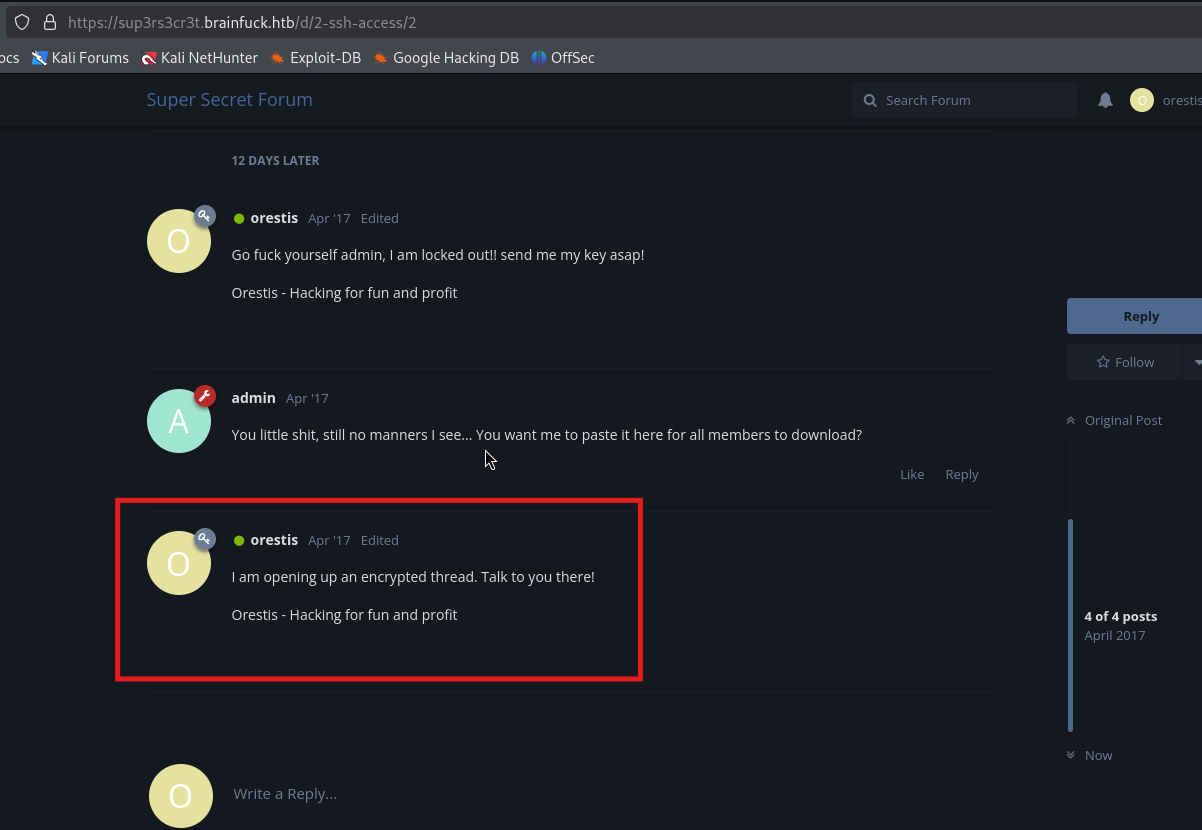 https://sup3rs3cr3t.brainfuck.htb/d/2-ssh-access/2
ocs Kali Forums Kali NetHunter Exploit-DB Google Hacking DB OffSec
Super Secret Forum Search Forum O orestis
12 DAYS LATER
O orestis Apr '17 Edited
Go fuck yourself admin, I am locked out!! send me my key asap!
Orestis - Hacking for fun and profit
Reply
Follow
A admin Apr '17
You little shit, still no manners I see... You want me to paste it here for all members to download?
Original Post
Like Reply
O orestis Apr '17 Edited
I am opening up an encrypted thread. Talk to you there!
Orestis - Hacking for fun and profit
4 of 4 posts
April 2017
Now
O Write a Reply...